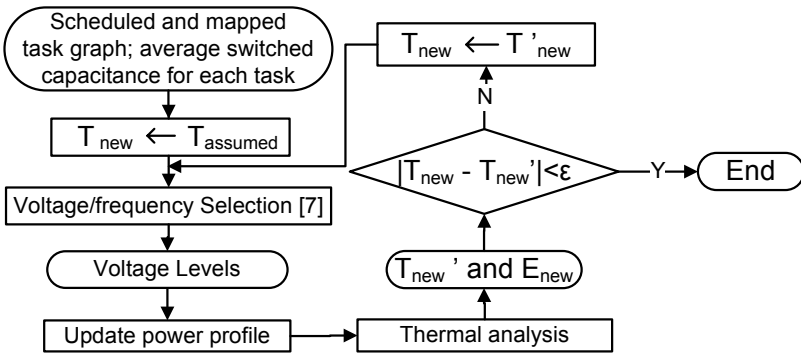 Scheduled and mapped
task graph; average switched
capacitance for each task
T new ← T assumed
Voltage/frequency Selection [7]
Voltage Levels
Update power profile
Thermal analysis
T new ' and E new
|T new - T new '|<ε
N
T new ← T ' new
Y
End